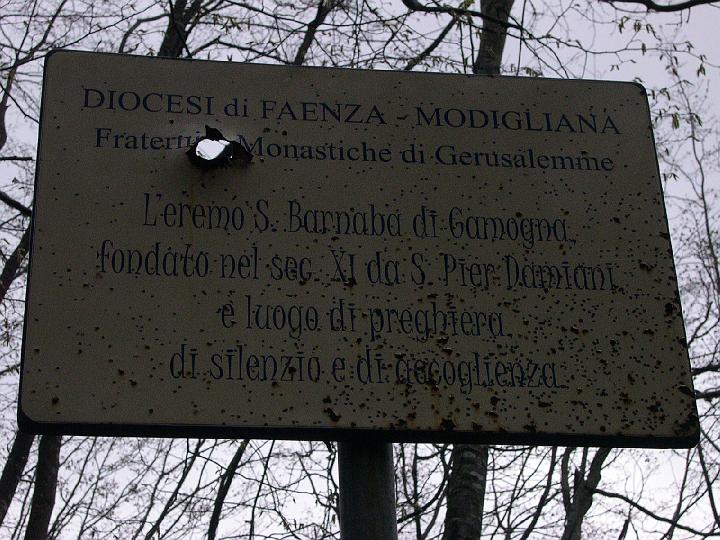 DIOCESI di FAENZA - MODIGLIANA
Monastiche di Gerusalemme
L'eremo S. Barnaba di Gamogna,
fondato nel sec. XI da S. Pier Damiani,
è luogo di preghiera,
di silenzio e di accoglienza.